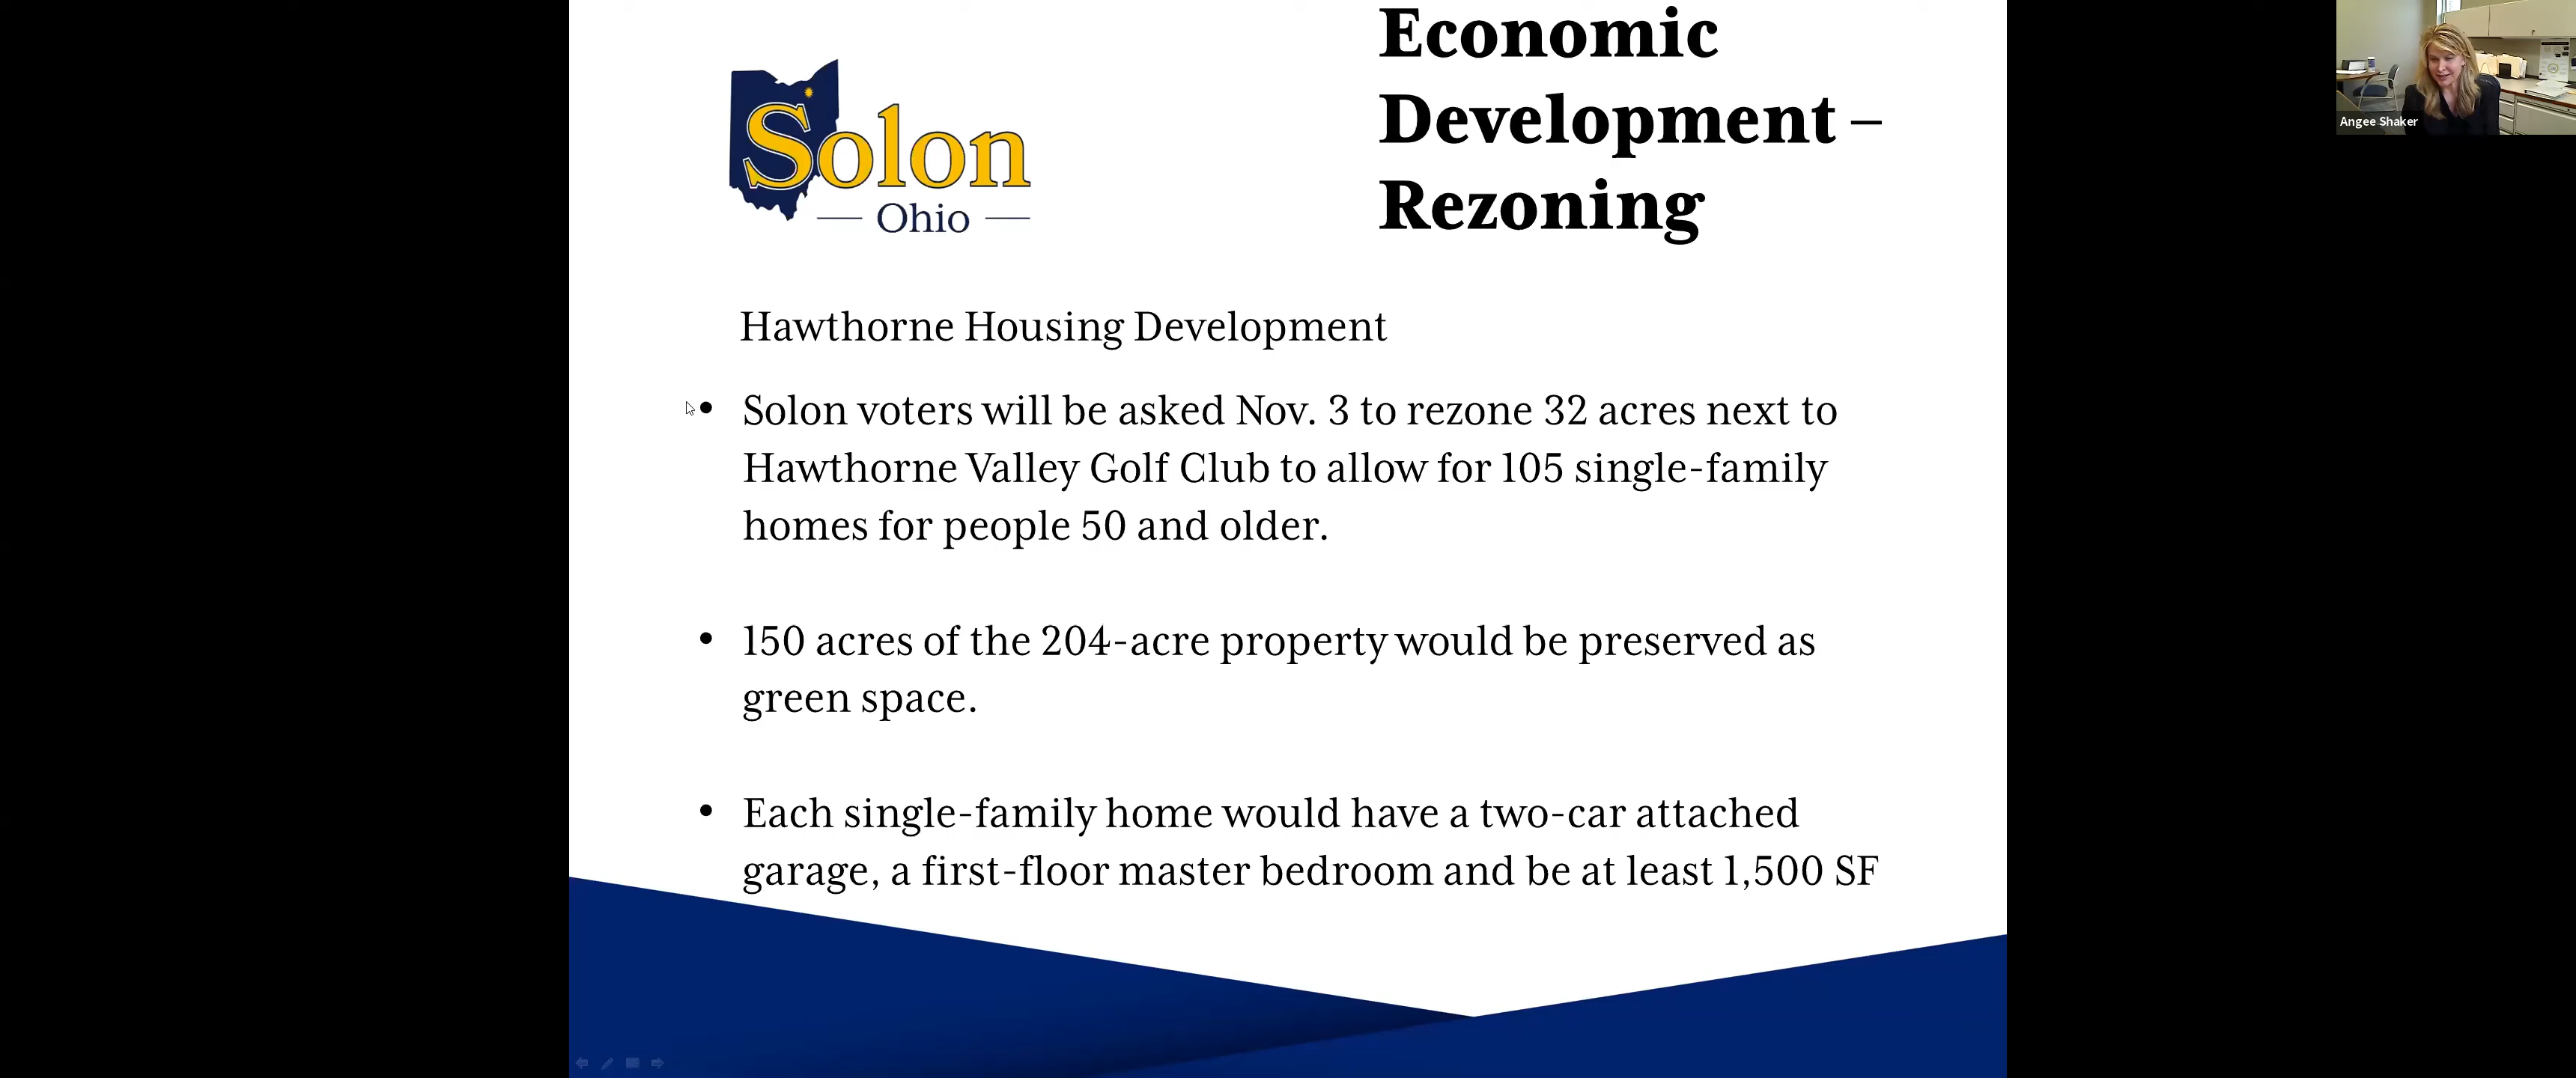 Economic
Development –
Rezoning
Solon
Ohio
Angee Shaker
Hawthorne Housing Development
• Solon voters will be asked Nov. 3 to rezone 32 acres next to
Hawthorne Valley Golf Club to allow for 105 single-family
homes for people 50 and older.
• 150 acres of the 204-acre property would be preserved as
green space.
• Each single-family home would have a two-car attached
garage, a first-floor master bedroom and be at least 1,500 SF